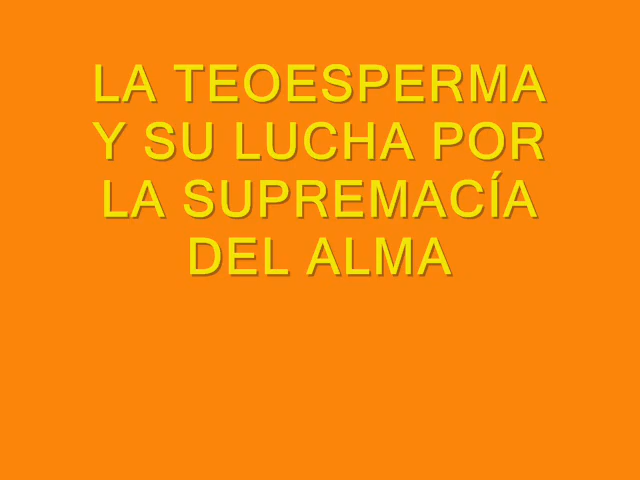 LA TEOESPERMA
Y SU LUCHA POR
LA SUPREMACÍA
DEL ALMA